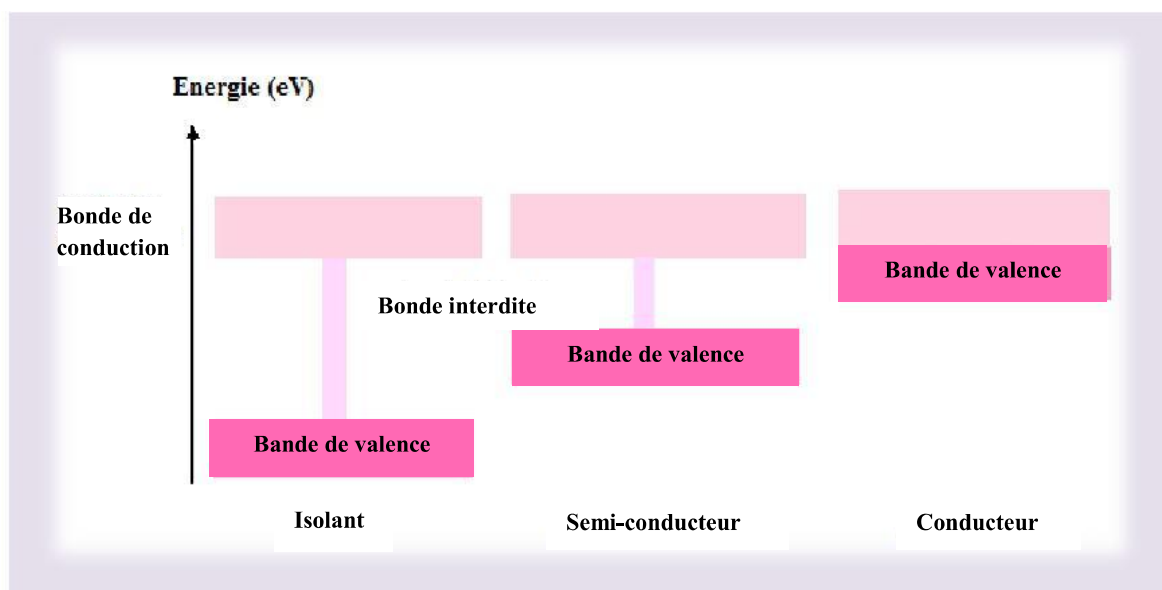 Energie (eV)
Bonde de
conduction
Bande de valence
Bonde interdite
Bande de valence
Bande de valence
Isolant
Semi-conducteur
Conducteur